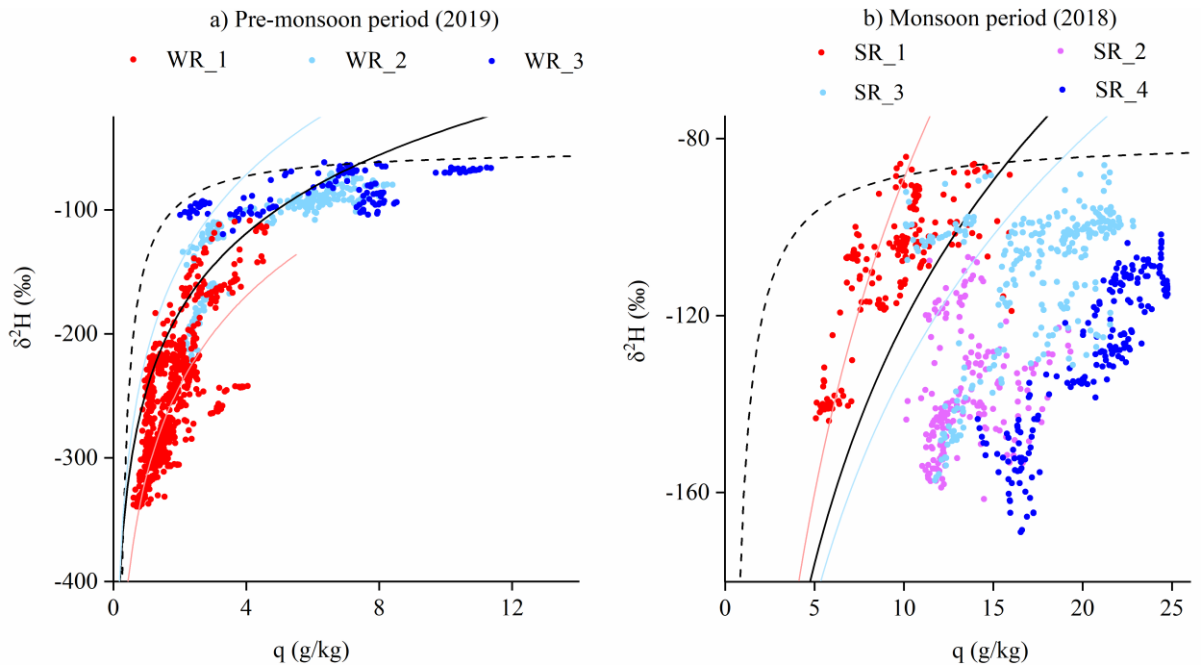 a) Pre-monsoon period (2019)
WR_1 WR_2 WR_3
-100
-200
-300
-400
δ²H (‰)
0 4 8 12
q (g/kg)
b) Monsoon period (2018)
SR_1 SR_2
SR_3 SR_4
-80
-120
-160
δ²H (‰)
0 5 10 15 20 25
q (g/kg)